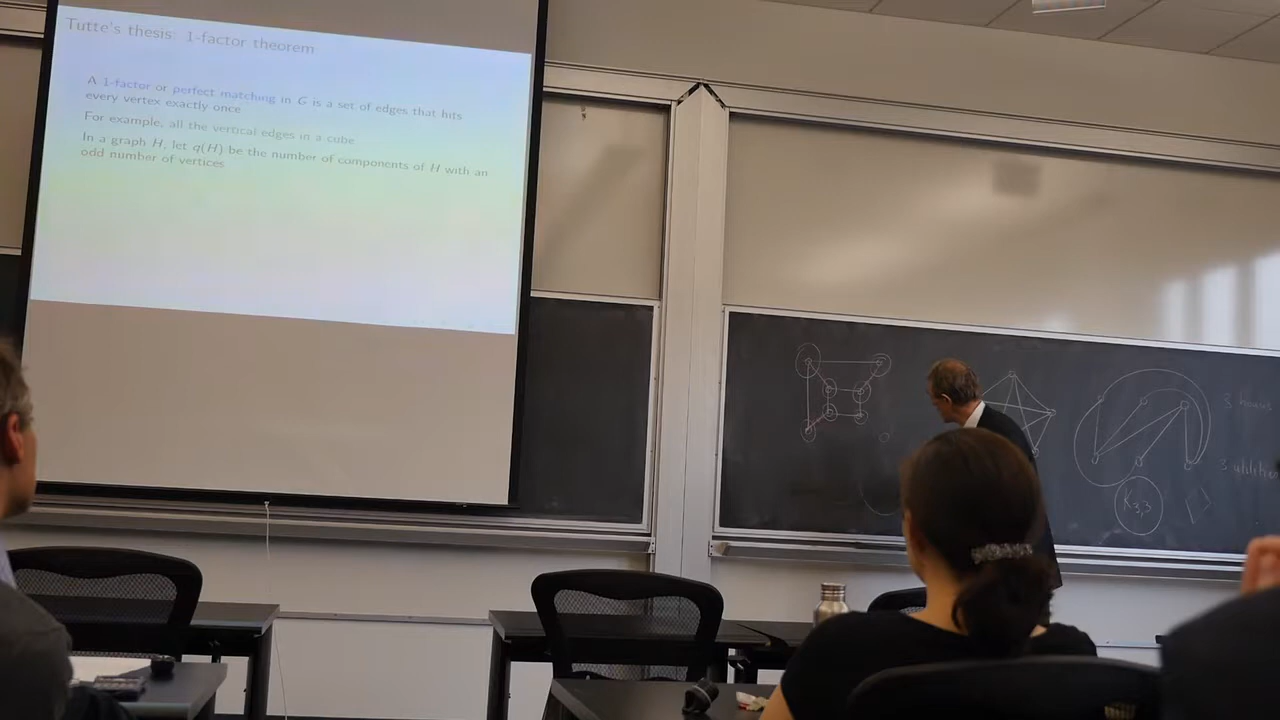 Tutte's thesis: 1-factor theorem
A 1-factor or perfect matching in G is a set of edges that hits
every vertex exactly once
For example, all the vertical edges in a cube
In a graph H, let q(H) be the number of components of H with an
odd number of vertices
3
3
K3,3